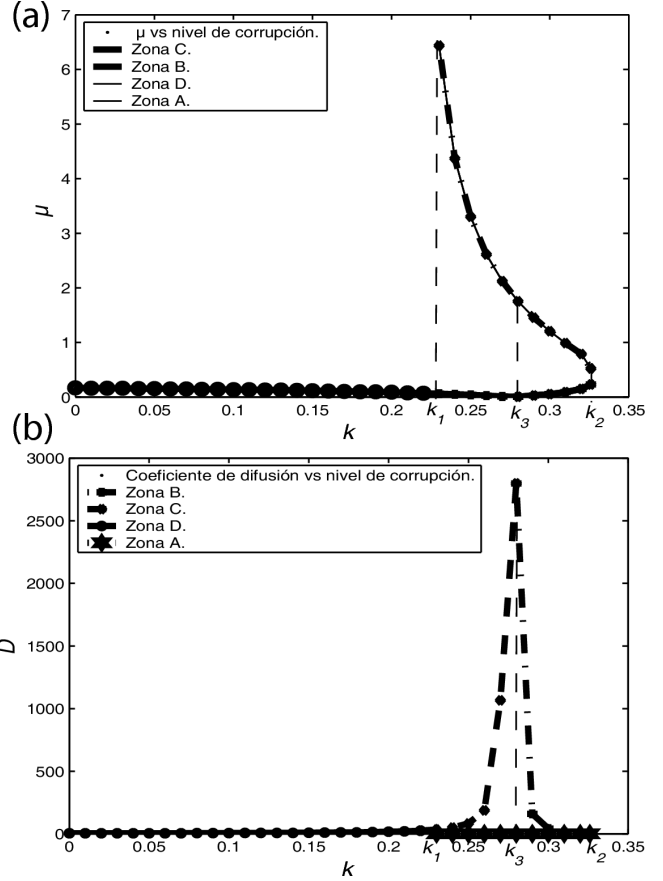 (a)
7
6
5
4
3
2
1
0
μ
μ vs nivel de corrupción.
Zona C.
Zona B.
Zona D.
Zona A.
0 0.05 0.1 0.15 0.2 k1 0.25 k3 0.3 k2 0.35
k
(b)
3000
2500
2000
1500
1000
500
0
D
Coeficiente de difusión vs nivel de corrupción.
Zona B.
Zona C.
Zona D.
Zona A.
0 0.05 0.1 0.15 0.2 k1 0.25 k3 0.3 k2 0.35
k